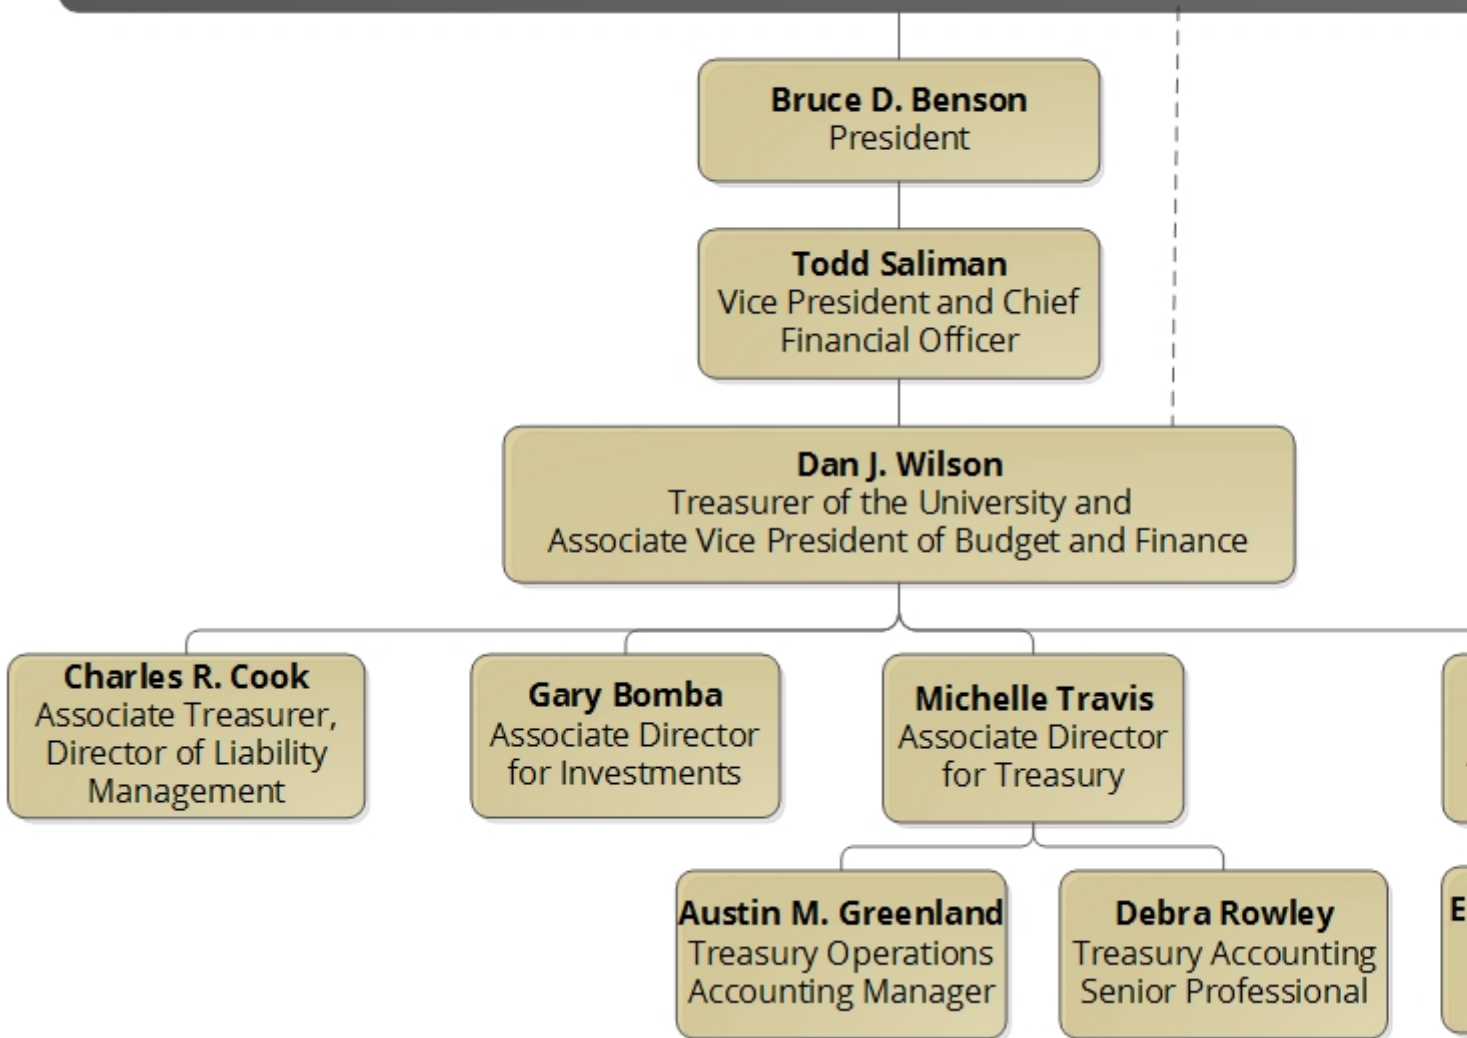 Bruce D. Benson
President
Todd Saliman
Vice President and Chief
Financial Officer
Dan J. Wilson
Treasurer of the University and
Associate Vice President of Budget and Finance
Charles R. Cook
Associate Treasurer,
Director of Liability
Management
Gary Bomba
Associate Director
for Investments
Michelle Travis
Associate Director
for Treasury
Austin M. Greenland
Treasury Operations
Accounting Manager
Debra Rowley
Treasury Accounting
Senior Professional